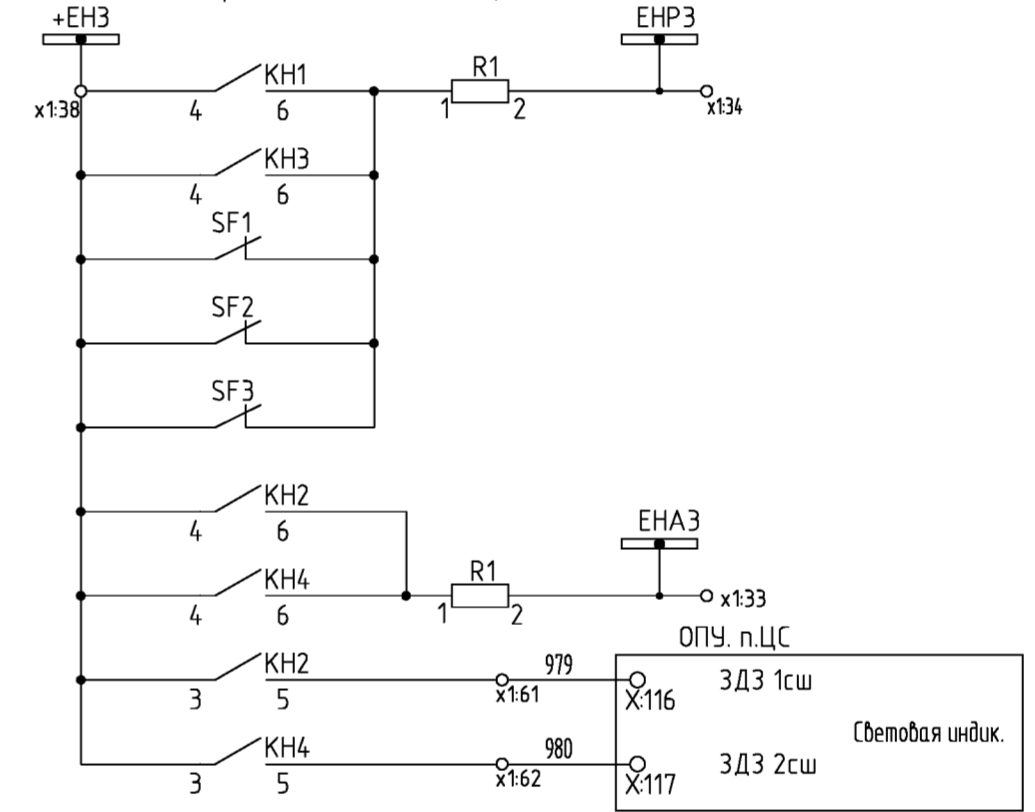 +ЕН3 ЕНР3
КН1 R1
х1:38 4 6 1 2 х1:34
КН3
4 6
SF1
SF2
SF3
КН2 ЕНА3
4 6
КН4 R1
4 6 1 2 х1:33
ОПУ. п.ЦС
КН2 979 ЗДЗ 1сш
3 5 х1:61 Х:116
Световая индик.
КН4 980 ЗДЗ 2сш
3 5 х1:62 Х:117